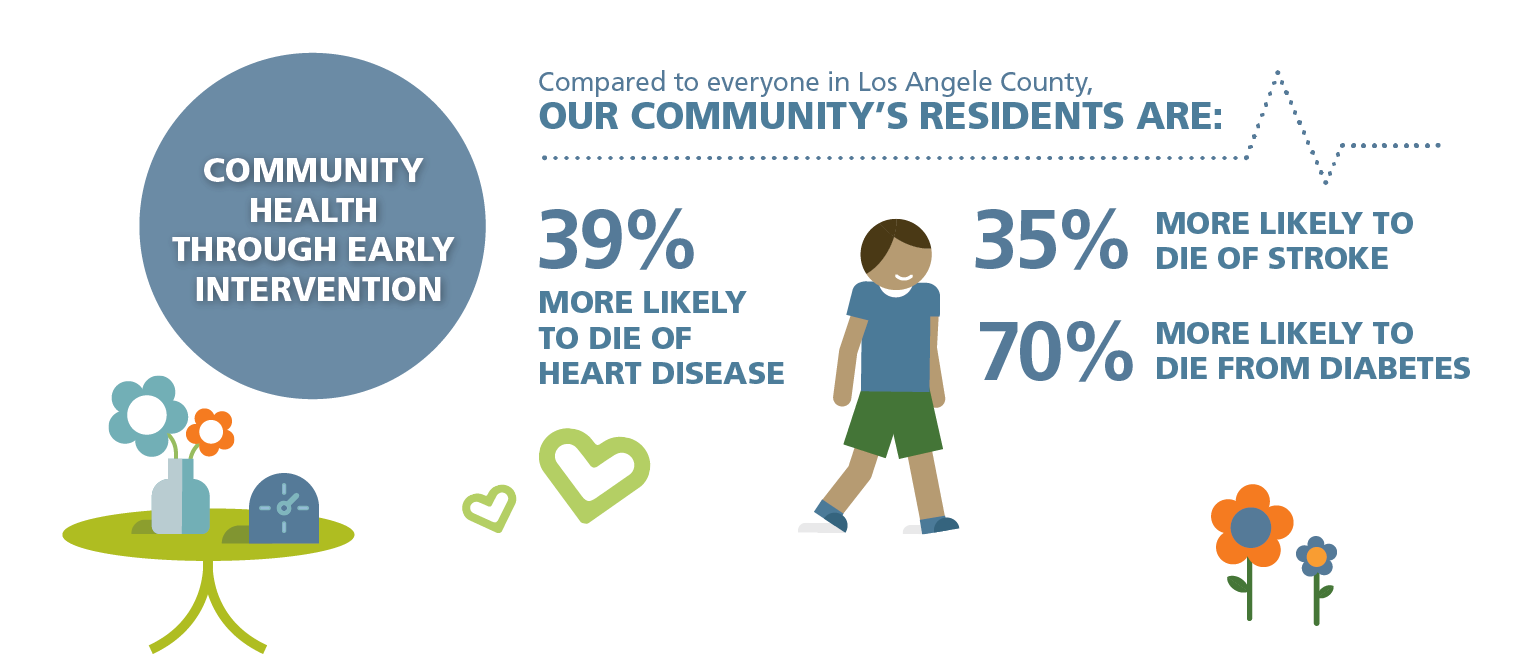 COMMUNITY
HEALTH
THROUGH EARLY
INTERVENTION
Compared to everyone in Los Angele County,
OUR COMMUNITY’S RESIDENTS ARE:
39%
MORE LIKELY
TO DIE OF
HEART DISEASE
35%
MORE LIKELY TO
DIE OF STROKE
70%
MORE LIKELY TO
DIE FROM DIABETES